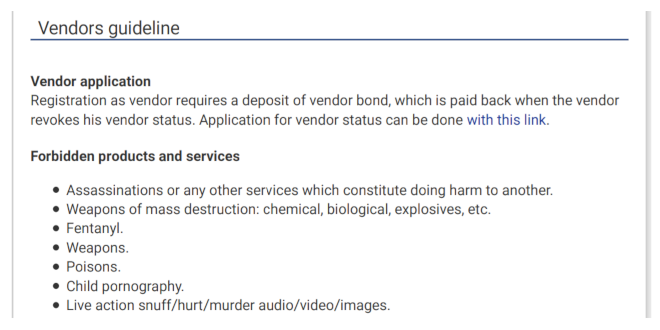 Vendors guideline
Vendor application
Registration as vendor requires a deposit of vendor bond, which is paid back when the vendor
revokes his vendor status. Application for vendor status can be done with this link.
Forbidden products and services
• Assassinations or any other services which constitute doing harm to another.
• Weapons of mass destruction: chemical, biological, explosives, etc.
• Fentanyl.
• Weapons.
• Poisons.
• Child pornography.
• Live action snuff/hurt/murder audio/video/images.